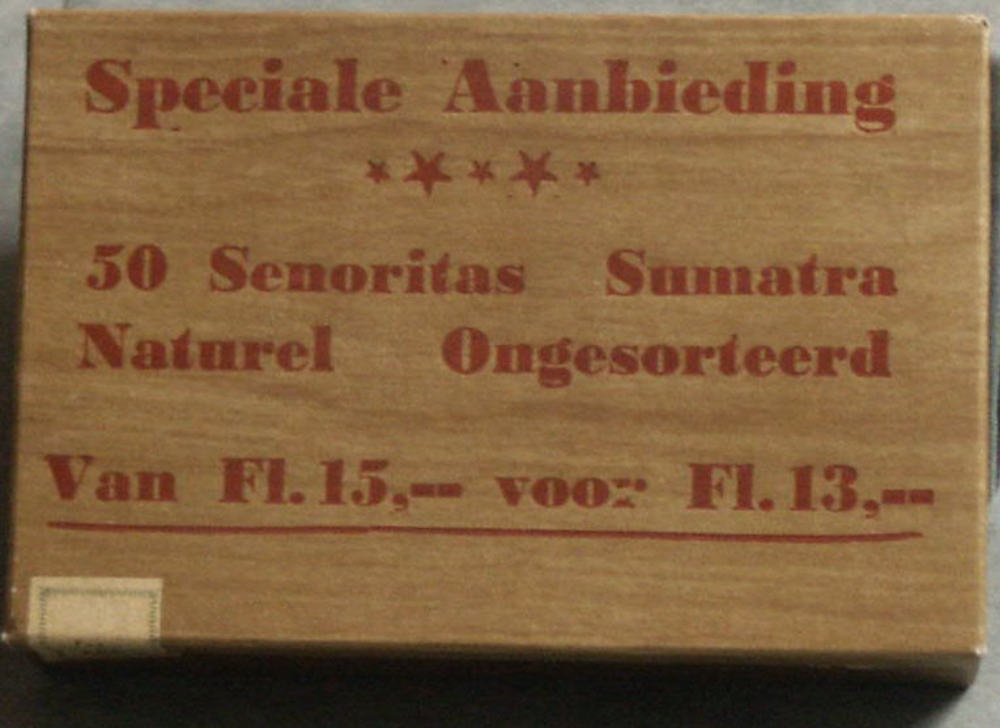 Speciale Aanbieding
50 Senoritas Sumatra
Naturel Ongesorteerd
Van Fl. 15,-- voor Fl. 13,--